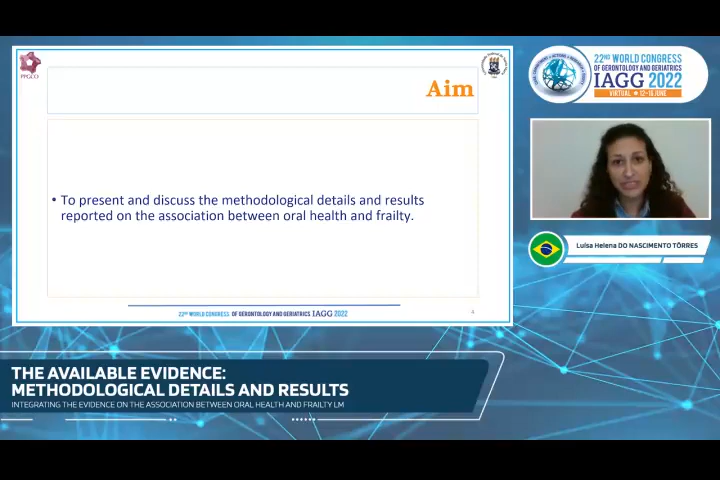 PPGCO
Aim
• To present and discuss the methodological details and results
reported on the association between oral health and frailty.
22ND WORLD CONGRESS OF GERONTOLOGY AND GERIATRICS IAGG 2022
4
22ND WORLD CONGRESS
OF GERONTOLOGY AND GERIATRICS
IAGG 2022
VIRTUAL • 12-16 JUNE
Luísa Helena DO NASCIMENTO TÔRRES
THE AVAILABLE EVIDENCE:
METHODOLOGICAL DETAILS AND RESULTS
INTEGRATING THE EVIDENCE ON THE ASSOCIATION BETWEEN ORAL HEALTH AND FRAILTY LM